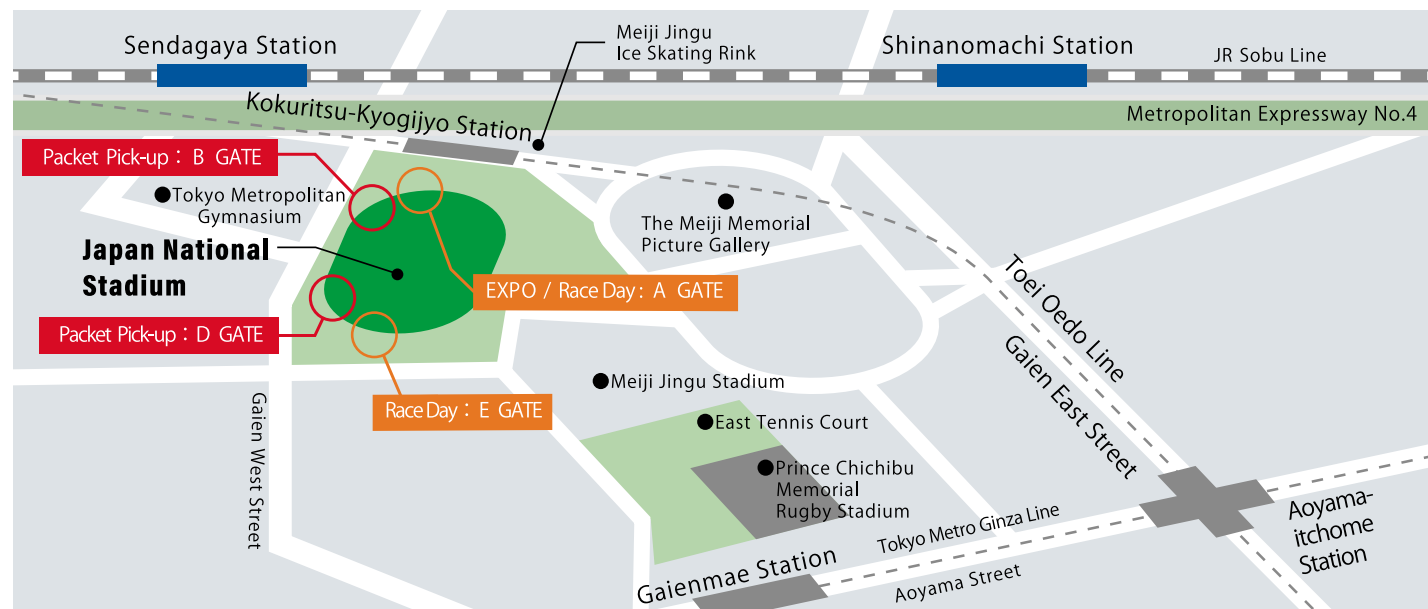 Sendagaya Station
Meiji Jingu
Ice Skating Rink
Shinanomachi Station
JR Sobu Line
Kokuritsu-Kyogijyo Station
Metropolitan Expressway No.4
Packet Pick-up : B GATE
Tokyo Metropolitan
Gymnasium
The Meiji Memorial
Picture Gallery
Japan National
Stadium
EXPO / Race Day : A GATE
Packet Pick-up : D GATE
Toei Oedo Line
Gaien East Street
Meiji Jingu Stadium
Race Day : E GATE
East Tennis Court
Gaien West Street
Prince Chichibu
Memorial
Rugby Stadium
Tokyo Metro Ginza Line
Aoyama-
itchome
Station
Gaienmae Station
Aoyama Street